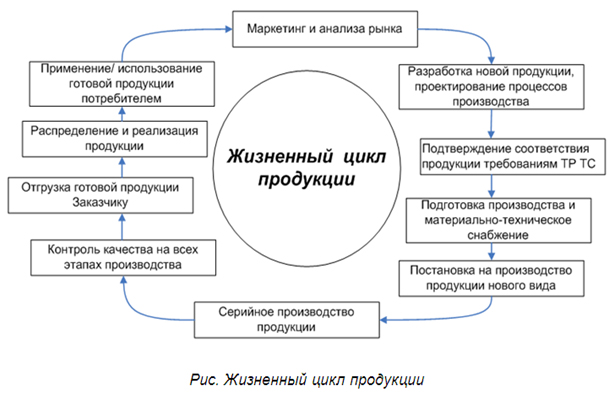 Маркетинг и анализа рынка
Разработка новой продукции,
проектирование процессов
производства
Подтверждение соответствия
продукции требованиям ТР ТС
Подготовка производства и
материально-техническое
снабжение
Постановка на производство
продукции нового вида
Серийное производство
продукции
Контроль качества на всех
этапах производства
Отгрузка готовой продукции
Заказчику
Распределение и реализация
продукции
Применение/ использование
готовой продукции
потребителем
Жизненный цикл
продукции
Рис. Жизненный цикл продукции